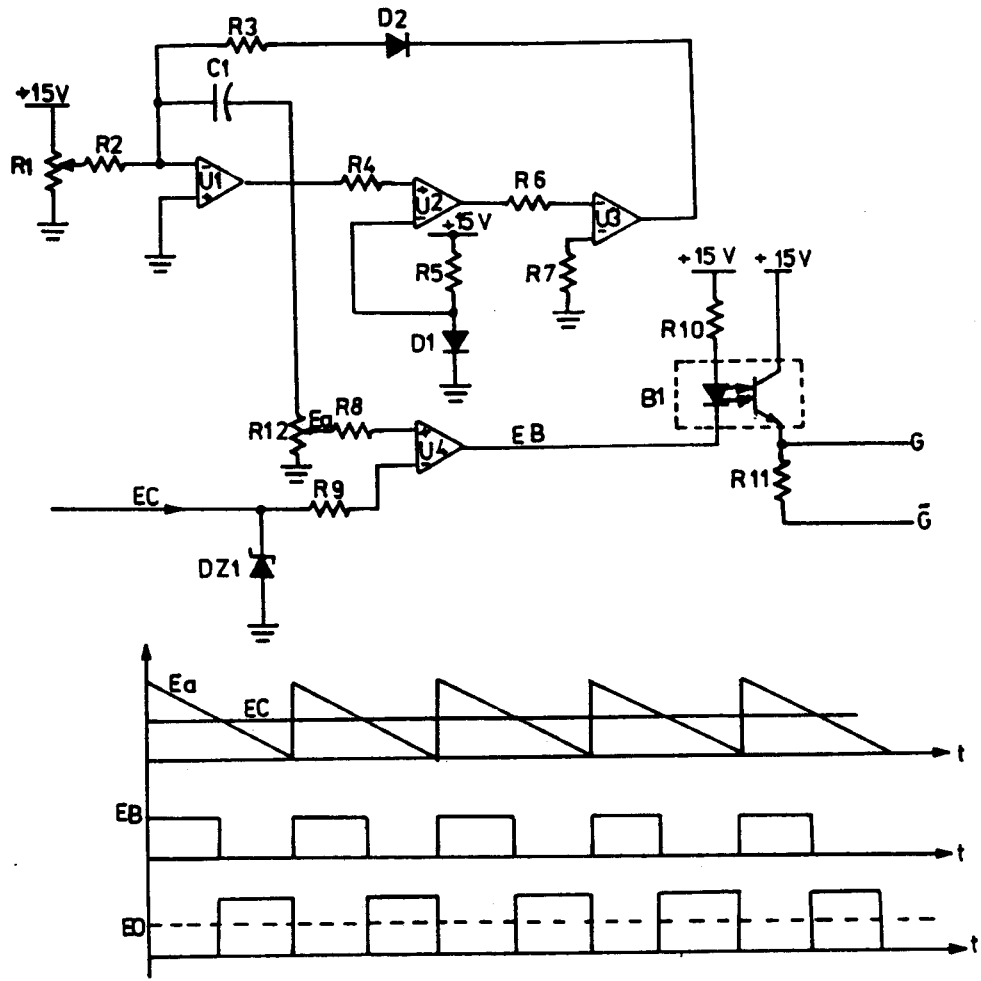 D2
R3
C1
+15V
R1
R2
-
U1
+
R4
+
U2
-
R6
-
U3
-
+15V
R5
R7
D1
+15V
+15V
R10
B1
R12
Ea
R8
+
U4
-
EB
G
R11
G̅
EC
R9
DZ1
Ea
EC
t
EB
t
EO
t